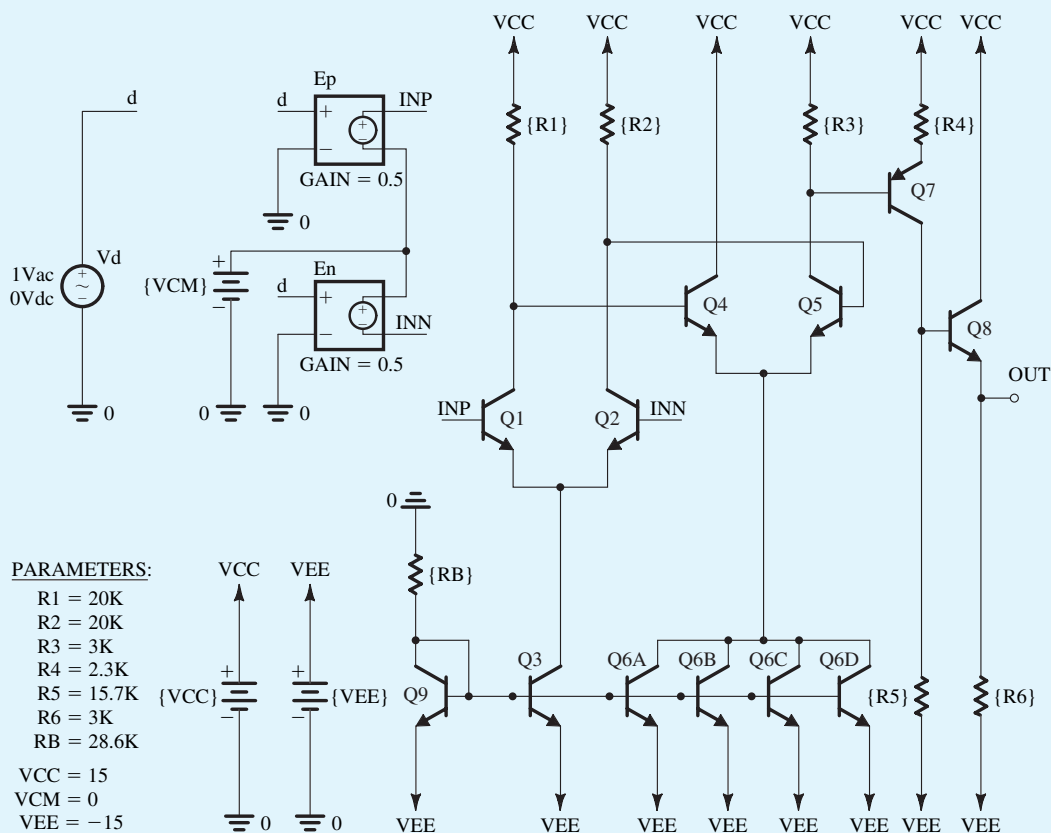 VCC VCC VCC VCC VCC VCC
Ep
d
d INP
{R1} {R2} {R3} {R4}
GAIN = 0.5
Q7
0
Vd
1Vac
0Vdc
{VCM}
En
d
Q4 Q5
INN
Q8
GAIN = 0.5
OUT
0 0 0
INP Q1 Q2 INN
0
PARAMETERS:
R1 = 20K
R2 = 20K
R3 = 3K
R4 = 2.3K
R5 = 15.7K
R6 = 3K
RB = 28.6K
VCC = 15
VCM = 0
VEE = −15
VCC VEE
{RB}
{VCC} {VEE}
0 0
Q9 Q3 Q6A Q6B Q6C Q6D
{R5} {R6}
VEE VEE VEE VEE VEE VEE VEE VEE